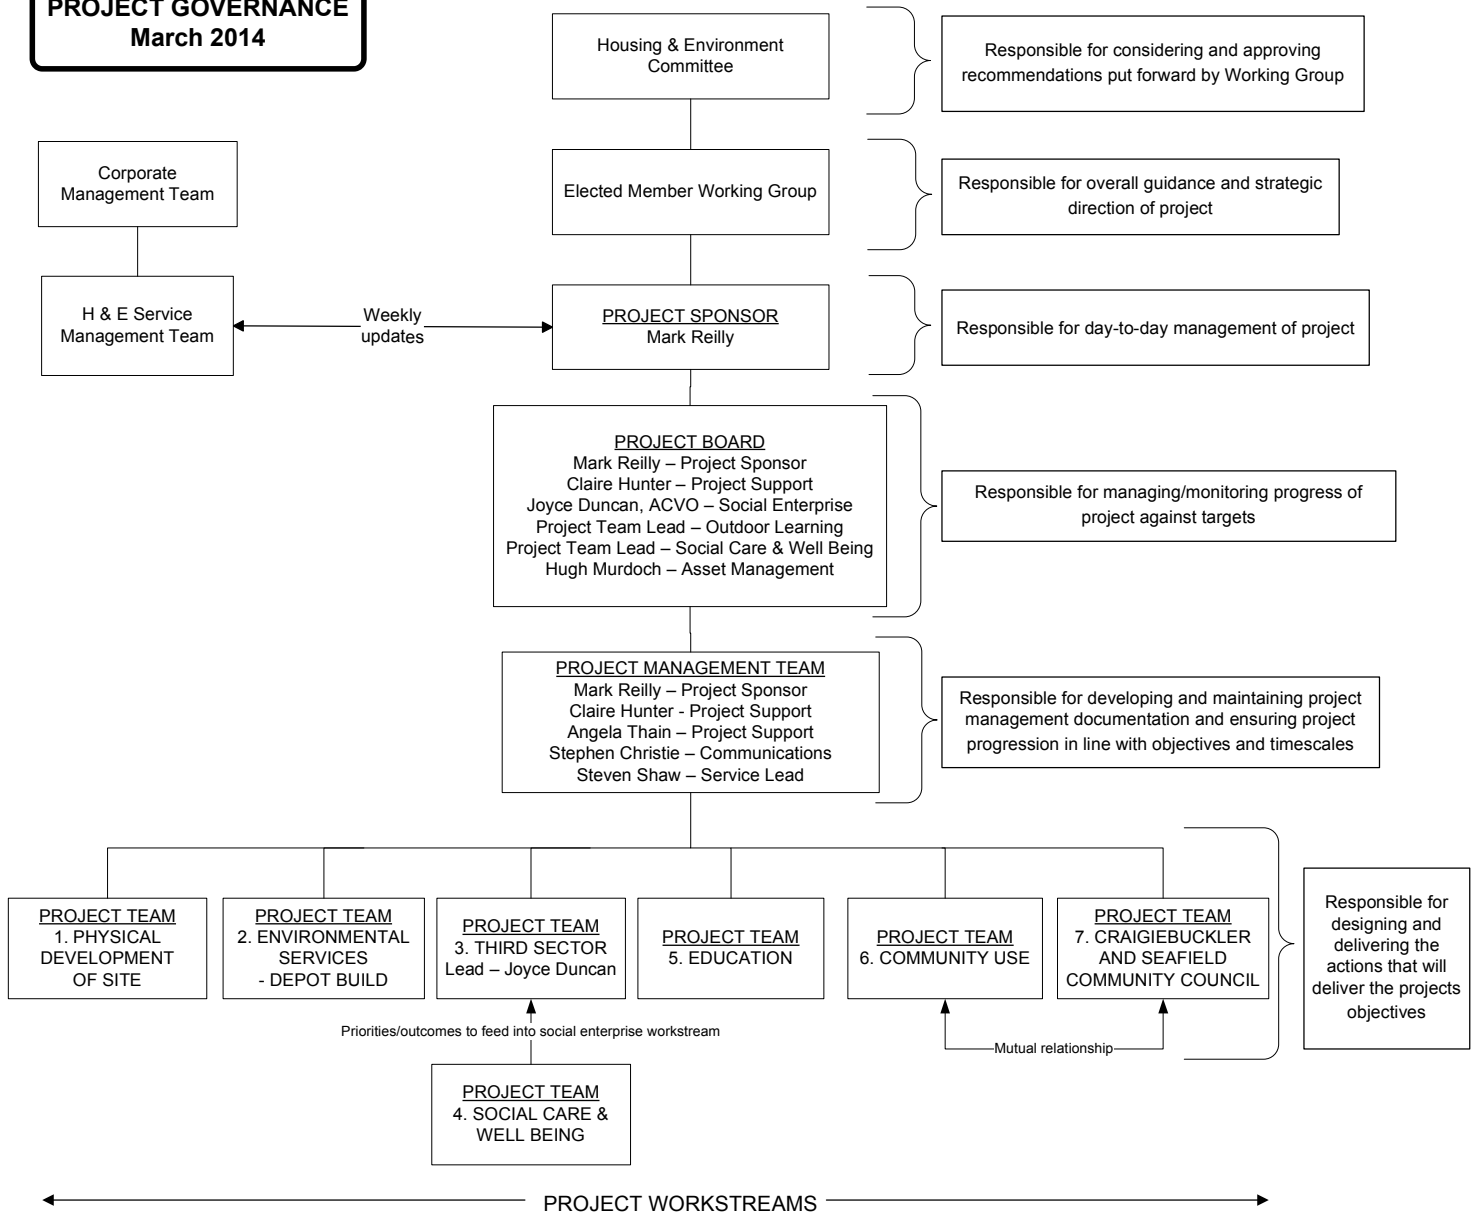 PROJECT GOVERNANCE
March 2014
Housing & Environment
Committee
Responsible for considering and approving
recommendations put forward by Working Group
Corporate
Management Team
Elected Member Working Group
Responsible for overall guidance and strategic
direction of project
H & E Service
Management Team
Weekly
updates
PROJECT SPONSOR
Mark Reilly
Responsible for day-to-day management of project
PROJECT BOARD
Mark Reilly – Project Sponsor
Claire Hunter – Project Support
Joyce Duncan, ACVO – Social Enterprise
Project Team Lead – Outdoor Learning
Project Team Lead – Social Care & Well Being
Hugh Murdoch – Asset Management
Responsible for managing/monitoring progress of
project against targets
PROJECT MANAGEMENT TEAM
Mark Reilly – Project Sponsor
Claire Hunter - Project Support
Angela Thain – Project Support
Stephen Christie – Communications
Steven Shaw – Service Lead
Responsible for developing and maintaining project
management documentation and ensuring project
progression in line with objectives and timescales
PROJECT TEAM
1. PHYSICAL
DEVELOPMENT
OF SITE
PROJECT TEAM
2. ENVIRONMENTAL
SERVICES
- DEPOT BUILD
PROJECT TEAM
3. THIRD SECTOR
Lead – Joyce Duncan
PROJECT TEAM
5. EDUCATION
PROJECT TEAM
6. COMMUNITY USE
PROJECT TEAM
7. CRAIGIEBUCKLER
AND SEAFIELD
COMMUNITY COUNCIL
Responsible for
designing and
delivering the
actions that will
deliver the projects
objectives
Priorities/outcomes to feed into social enterprise workstream
Mutual relationship
PROJECT TEAM
4. SOCIAL CARE &
WELL BEING
PROJECT WORKSTREAMS